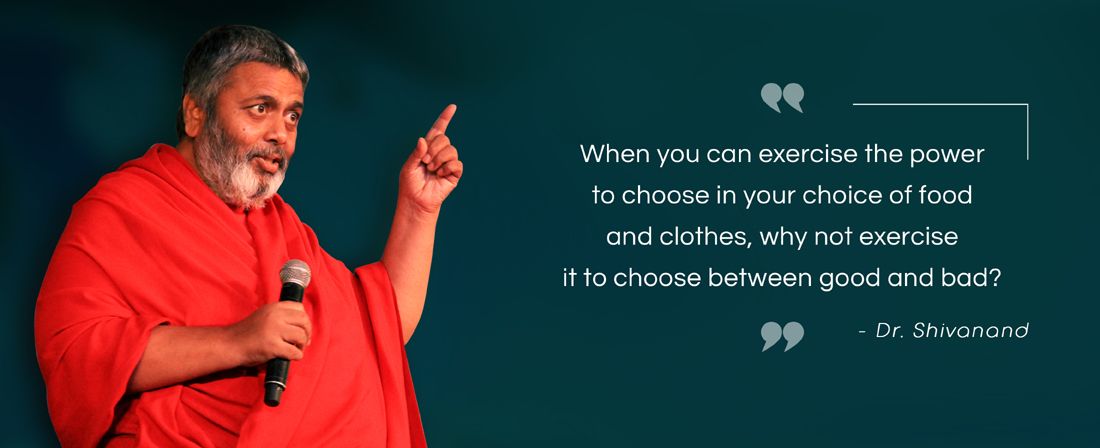 When you can exercise the power
to choose in your choice of food
and clothes, why not exercise
it to choose between good and bad?
- Dr. Shivanand